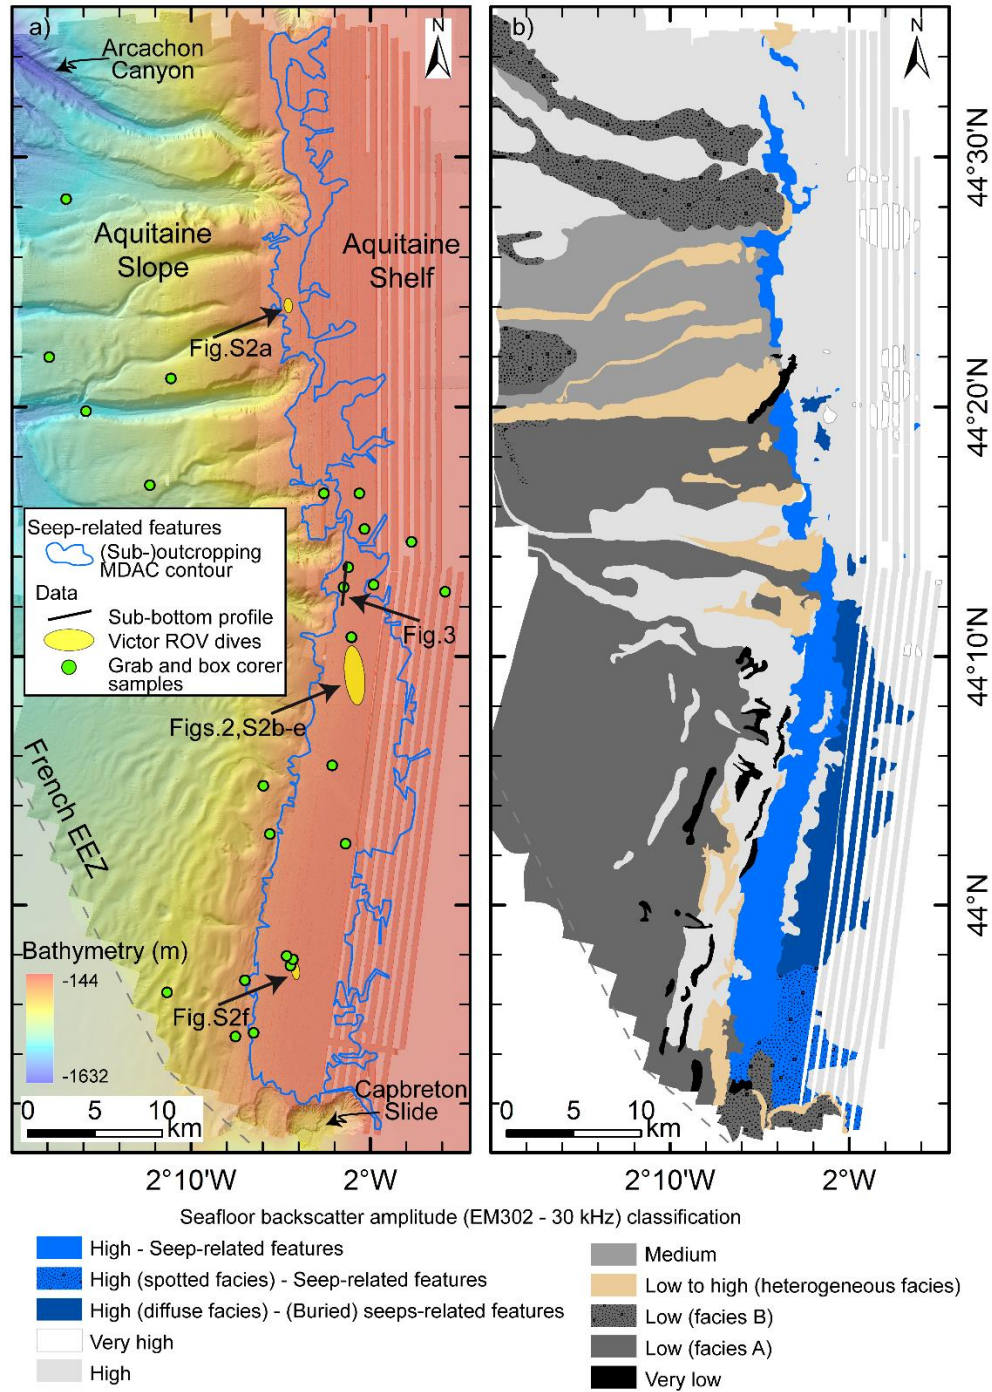 a)
N
Arcachon
Canyon
Aquitaine
Slope
Aquitaine
Shelf
Fig.S2a
Seep-related features
(Sub-)outcropping
MDAC contour
Data
Sub-bottom profile
Victor ROV dives
Grab and box corer
samples
Fig.3
Figs.2,S2b-e
French EEZ
Bathymetry (m)
-144
-1632
Fig.S2f
Capbreton
Slide
0 5 10
km
2°10'W
2°W
b)
N
44°30'N
44°20'N
44°10'N
44°N
0 5 10
km
2°10'W
2°W
Seafloor backscatter amplitude (EM302 - 30 kHz) classification
High - Seep-related features
High (spotted facies) - Seep-related features
High (diffuse facies) - (Buried) seeps-related features
Very high
High
Medium
Low to high (heterogeneous facies)
Low (facies B)
Low (facies A)
Very low